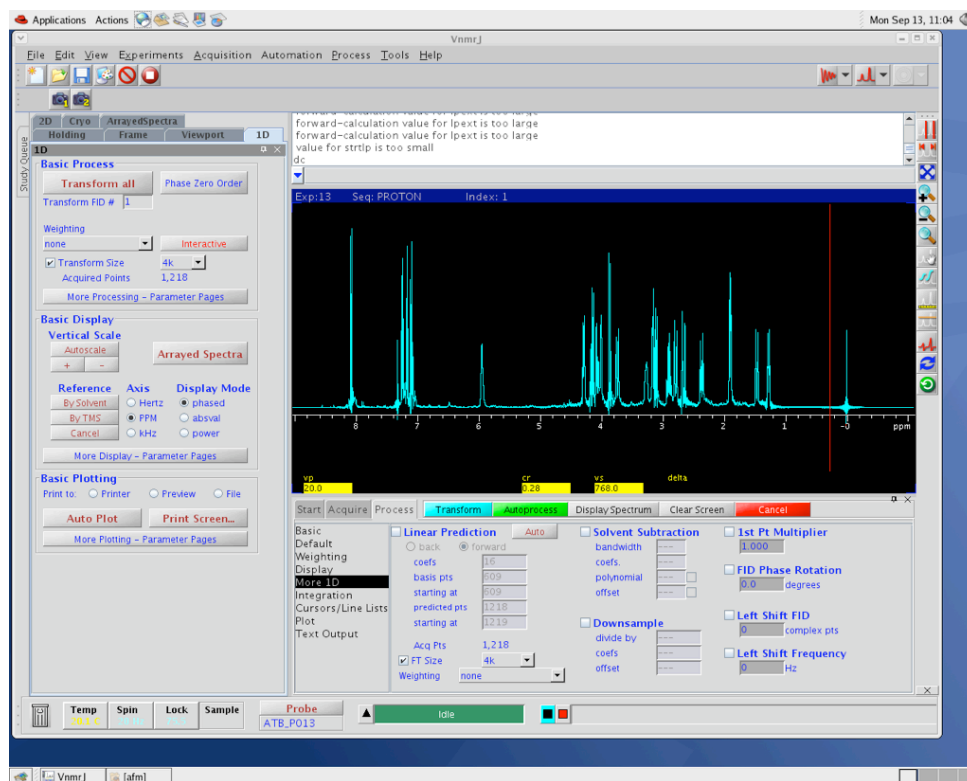 Applications Actions Mon Sep 13, 11:04
VnmrJ
File Edit View Experiments Acquisition Automation Process Tools Help
1 2
2D Cryo ArrayedSpectra
Holding Frame Viewport 1D
Study Queue
1D
Basic Process
Transform all Phase Zero Order
Transform FID # 1
Weighting
none Interactive
Transform Size 4k
Acquired Points 1,218
More Processing - Parameter Pages
Basic Display
Vertical Scale
Autoscale
+ -
Arrayed Spectra
Reference Axis Display Mode
By Solvent Hertz phased
By TMS PPM absval
Cancel kHz power
More Display - Parameter Pages
Basic Plotting
Print to: Printer Preview File
Auto Plot Print Screen...
More Plotting - Parameter Pages
forward-calculation value for lpext is too large
forward-calculation value for lpext is too large
value for strtlp is too small
dc
Exp:13 Seq: PROTON Index: 1
8 7 6 5 4 3 2 1 -0 ppm
vp cr vs delta
20.0 0.28 768.0
Start Acquire Process Transform Autoprocess Display Spectrum Clear Screen Cancel
Basic
Default
Weighting
Display
More 1D
Integration
Cursors/Line Lists
Plot
Text Output
Linear Prediction Auto
back forward
coefs 16
basis pts 609
starting at 609
predicted pts 1218
starting at 1219
Acq Pts 1,218
FT Size 4k
Weighting none
Solvent Subtraction
bandwidth ---
coefs. ---
polynomial ---
offset ---
Downsample
divide by ---
coefs ---
offset ---
1st Pt Multiplier
1.000
FID Phase Rotation
0.0 degrees
Left Shift FID
0 complex pts
Left Shift Frequency
0 Hz
Temp Spin Lock Sample
Probe
ATB_P013
Idle
VnmrJ [afm]